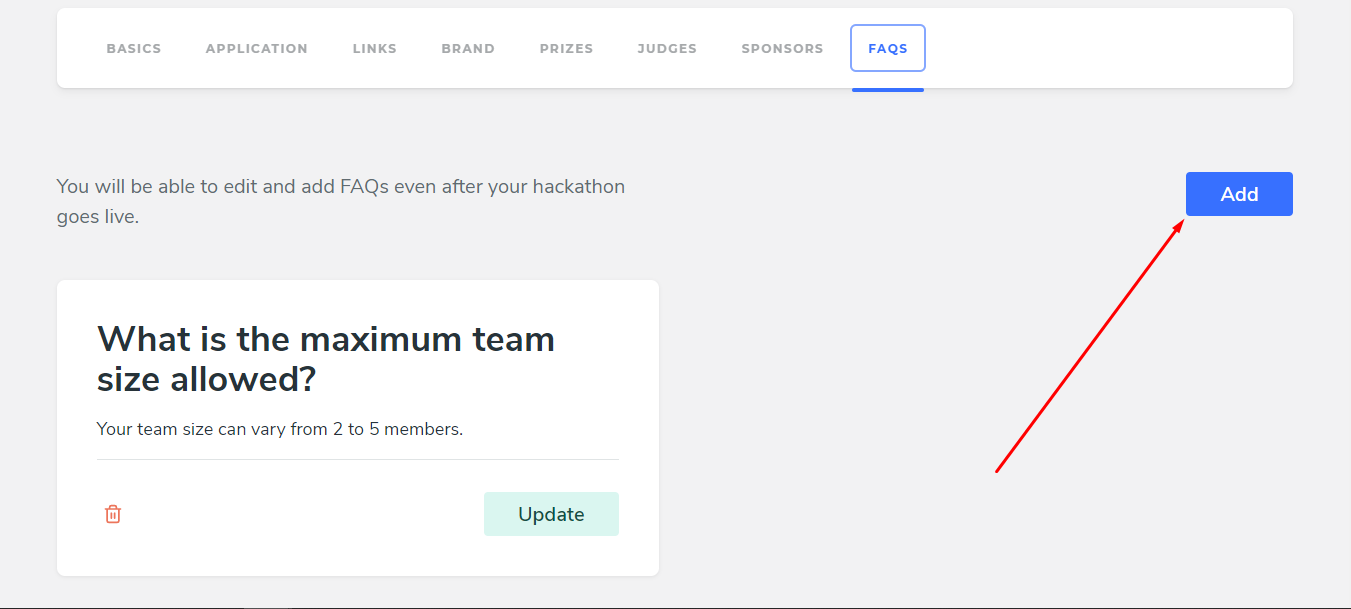 BASICS APPLICATION LINKS BRAND PRIZES JUDGES SPONSORS FAQS
You will be able to edit and add FAQs even after your hackathon
goes live.
Add
What is the maximum team
size allowed?
Your team size can vary from 2 to 5 members.
Update